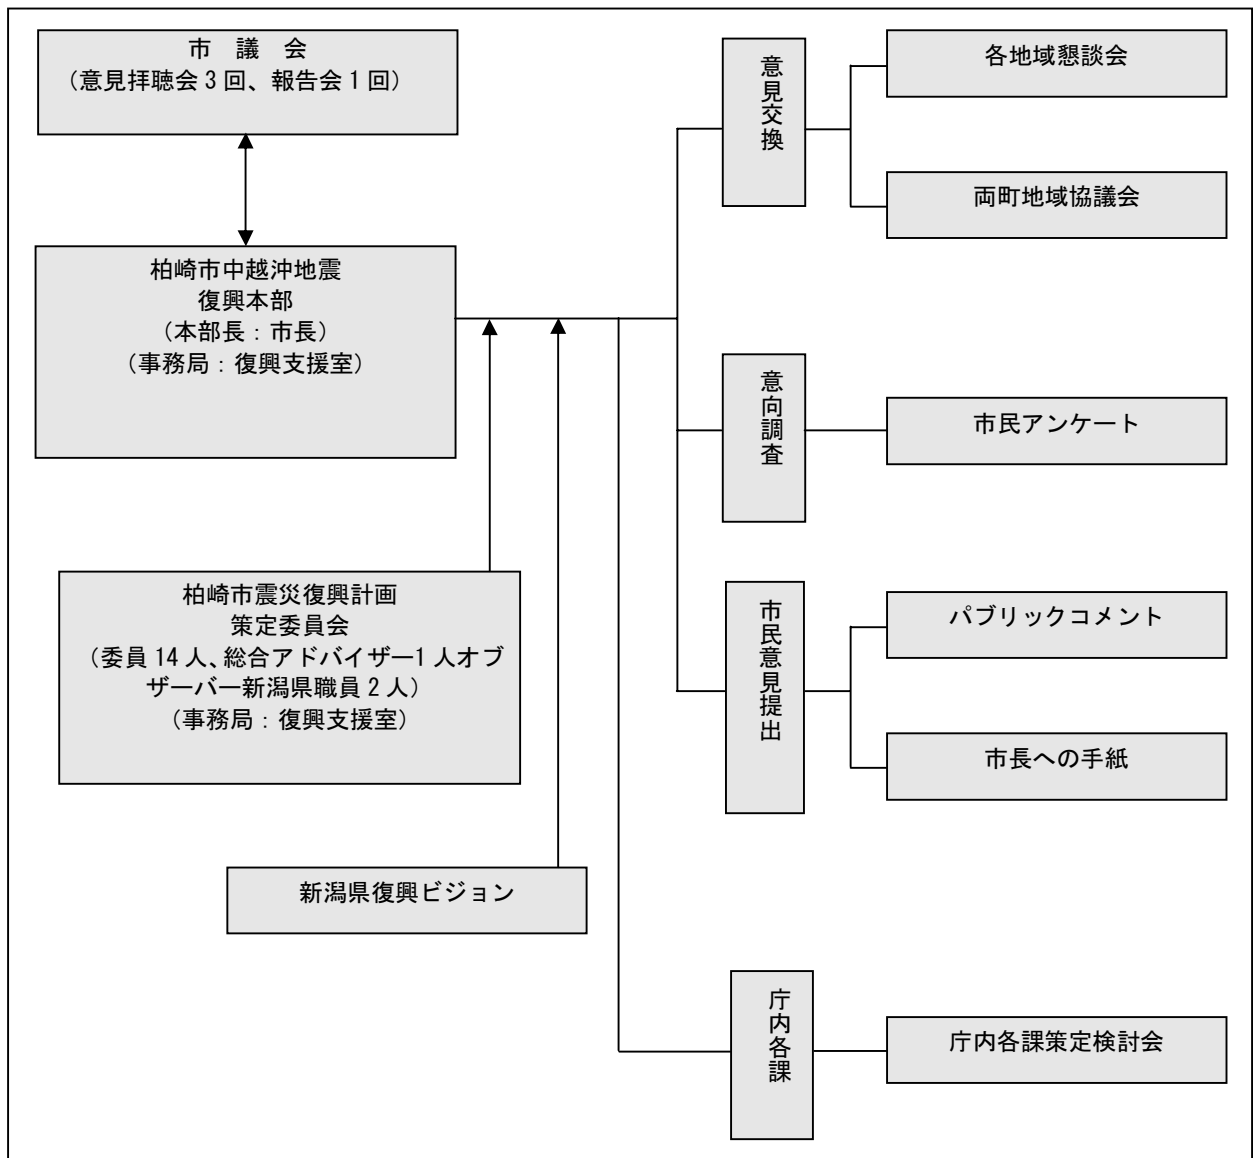 市　議　会
（意見拝聴会 3 回、報告会 1 回）
柏崎市中越沖地震
復興本部
（本部長：市長）
（事務局：復興支援室）
柏崎市震災復興計画
策定委員会
（委員 14 人、総合アドバイザー1 人オブ
ザーバー新潟県職員 2 人）
（事務局：復興支援室）
新潟県復興ビジョン
意見交換
各地域懇談会
両町地域協議会
意向調査
市民アンケート
市民意見提出
パブリックコメント
市長への手紙
庁内各課
庁内各課策定検討会